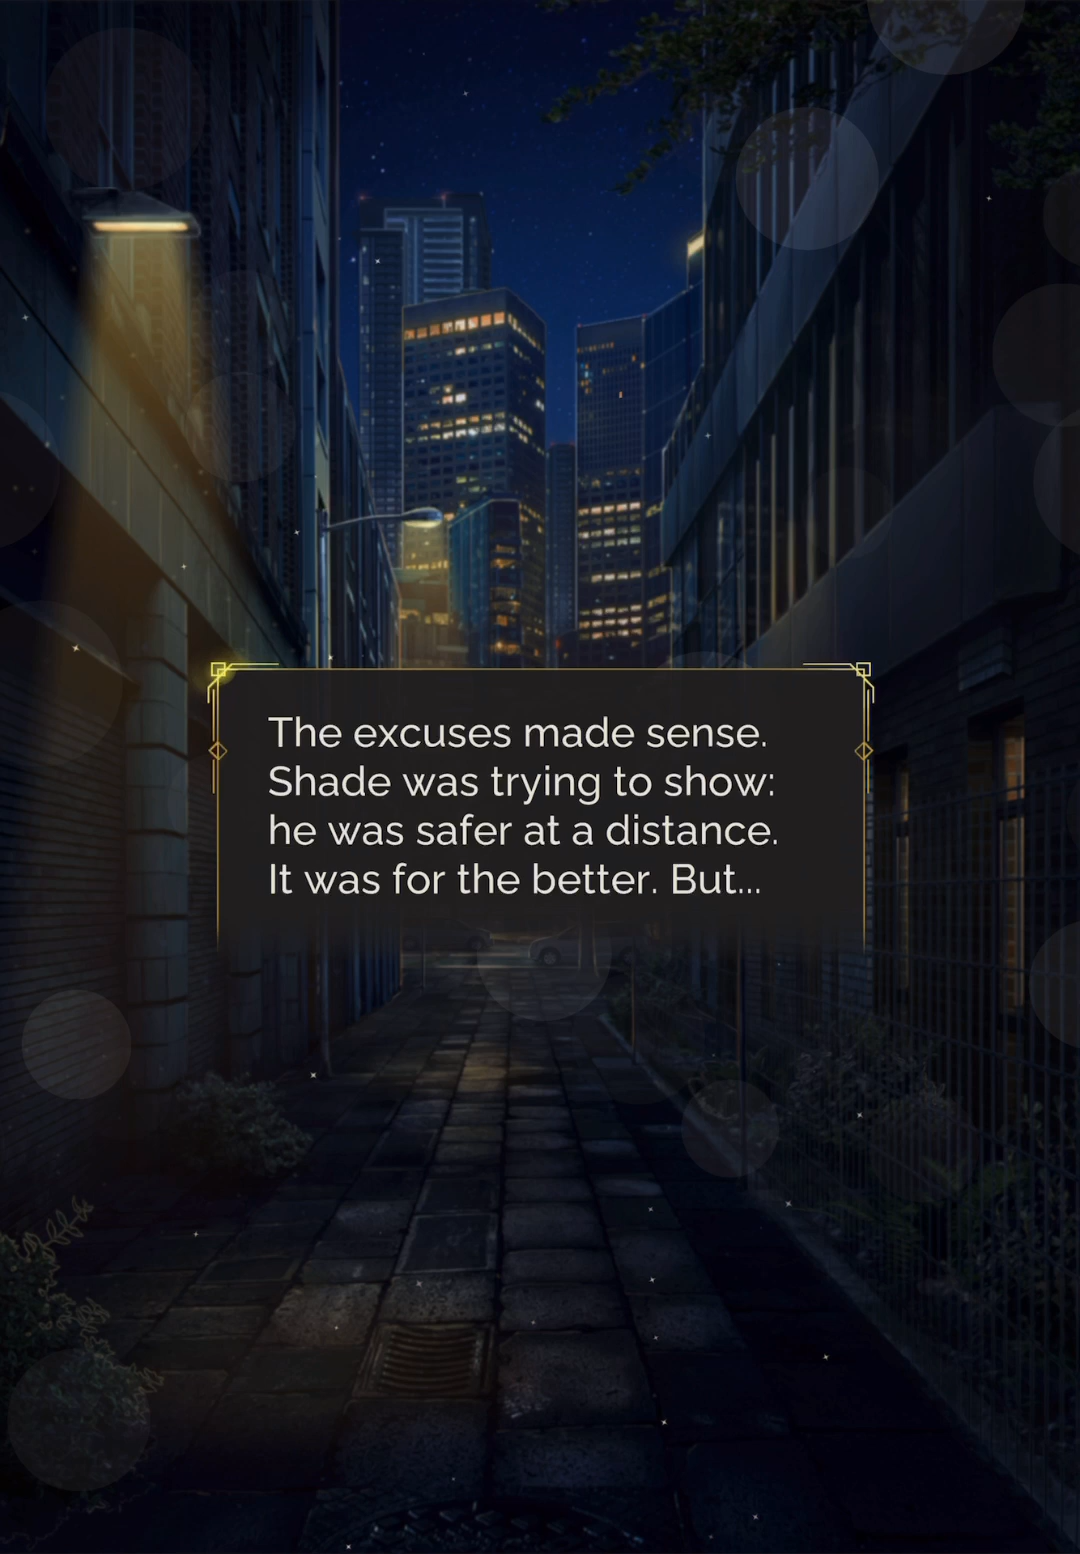 The excuses made sense.
Shade was trying to show:
he was safer at a distance.
It was for the better. But...